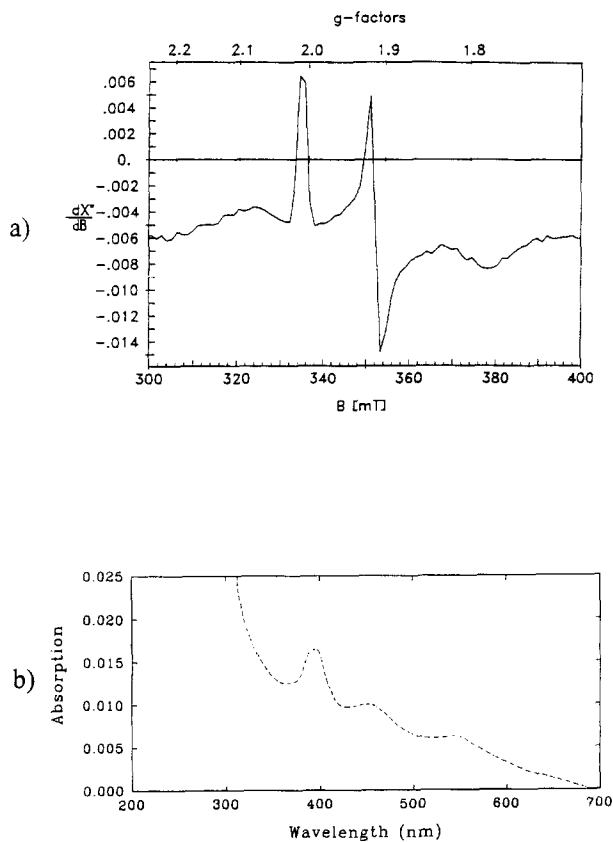 g-factors
2.2 2.1 2.0 1.9 1.8
.006
.004
.002
0.
-.002
-.004
-.006
-.008
-.010
-.012
-.014
dX"
dB
a)
300 320 340 360 380 400
B [mT]
0.025
0.020
0.015
0.010
0.005
0.000
Absorption
b)
200 300 400 500 600 700
Wavelength (nm)